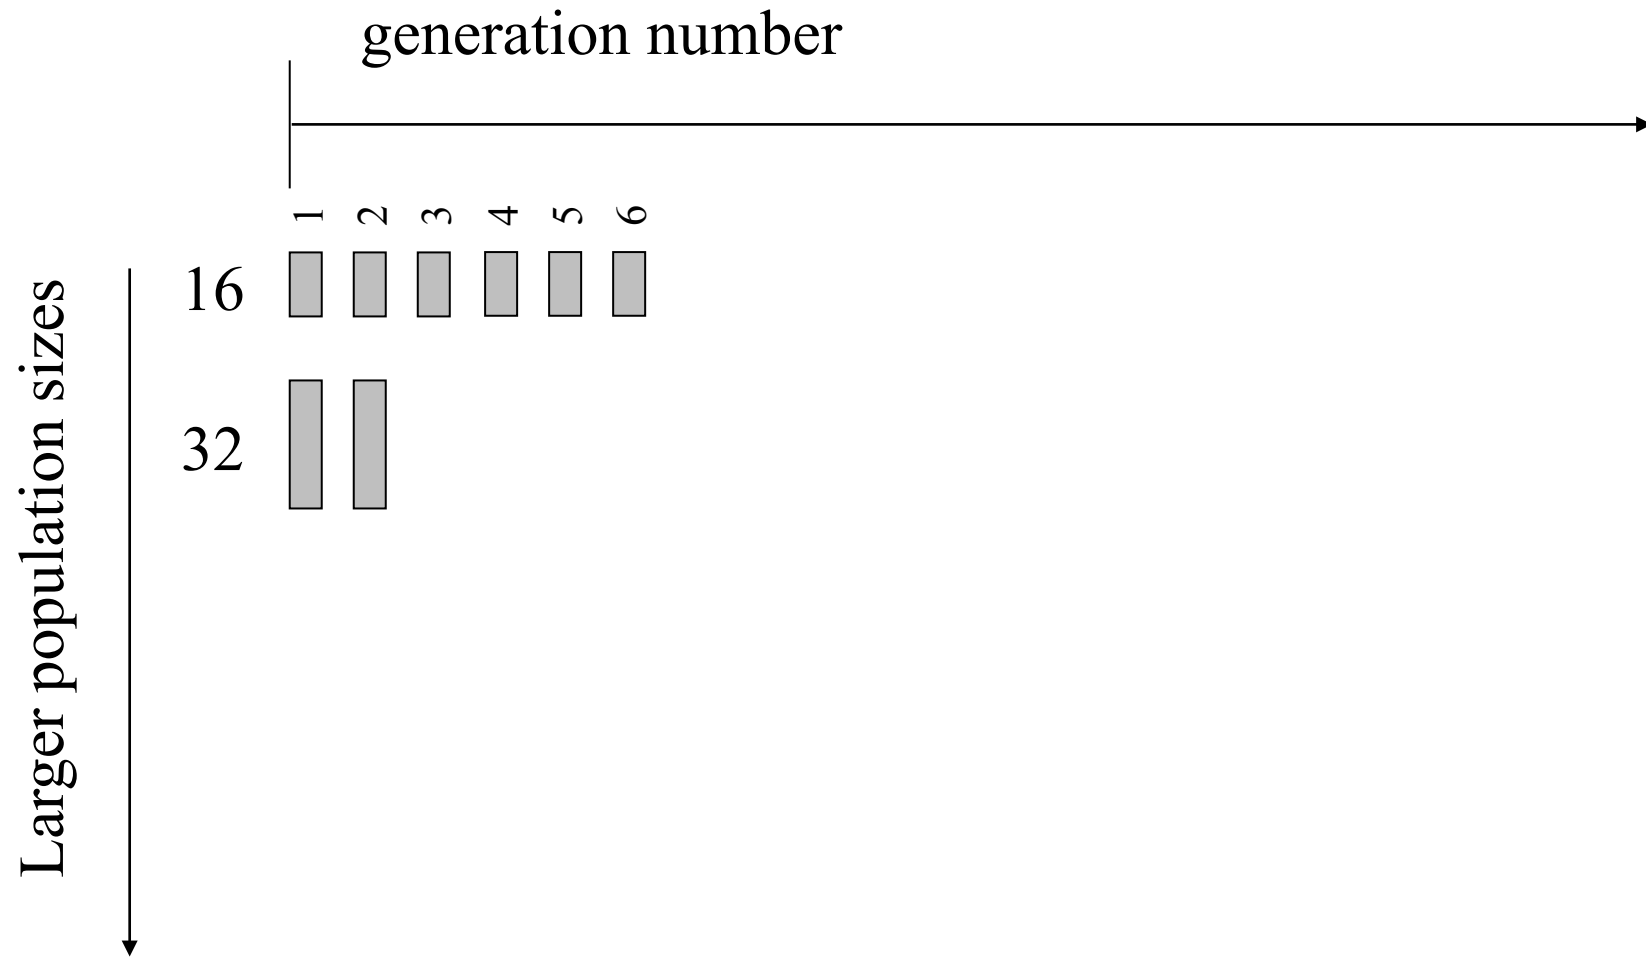 generation number
1 2 3 4 5 6
16
32
Larger population sizes